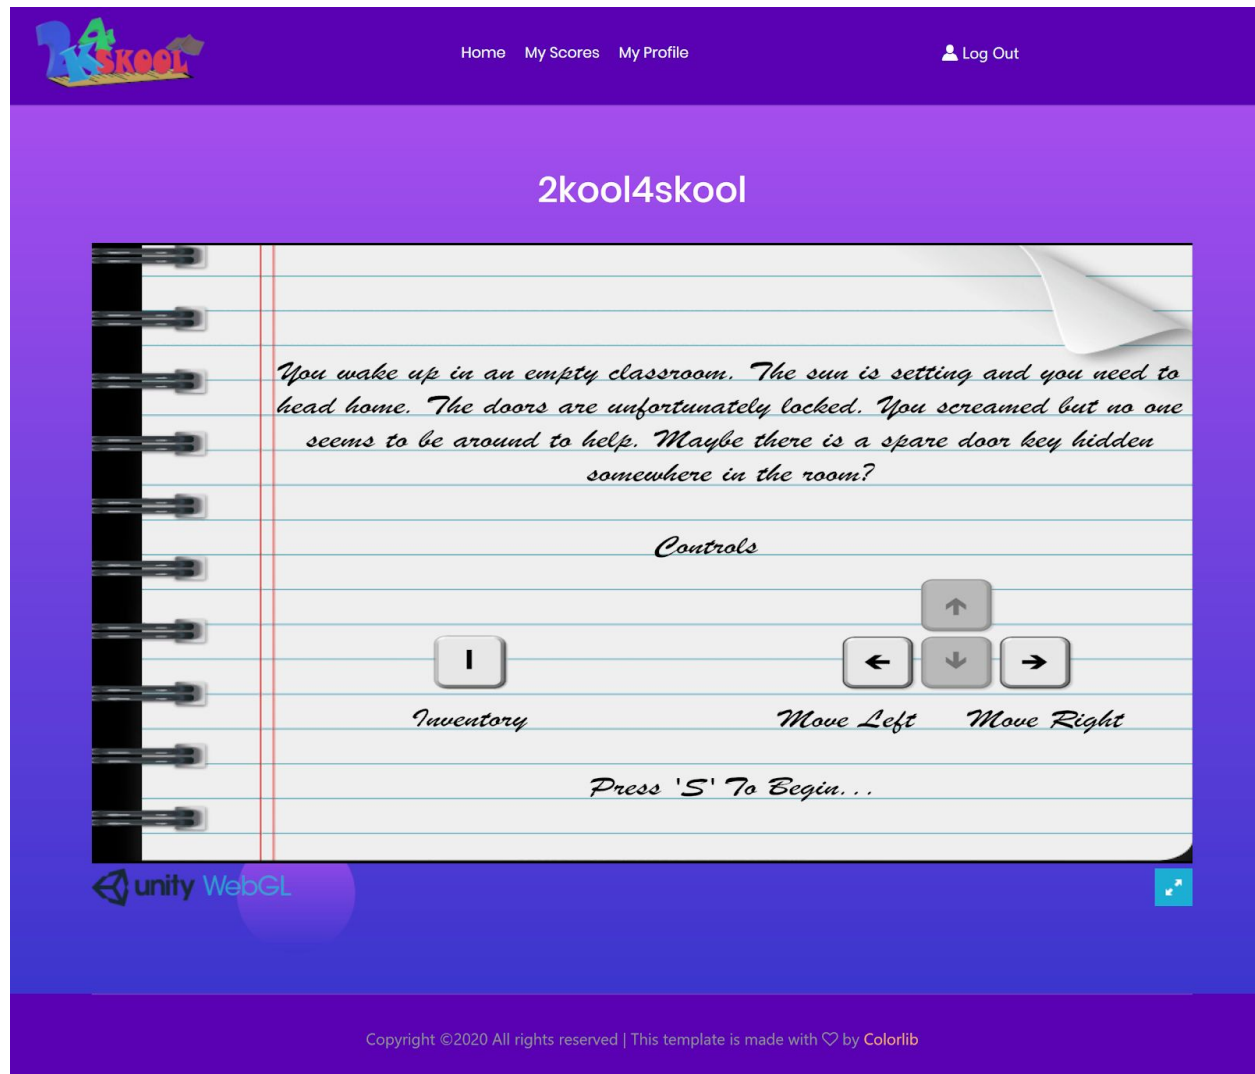 2K4SKOOL
Home My Scores My Profile Log Out
2kool4skool
You wake up in an empty classroom. The sun is setting and you need to
head home. The doors are unfortunately locked. You screamed but no one
seems to be around to help. Maybe there is a spare door key hidden
somewhere in the room?
Controls
I
Inventory Move Left Move Right
Press 'S' To Begin...
unity WebGL
Copyright ©2020 All rights reserved | This template is made with ♡ by Colorlib